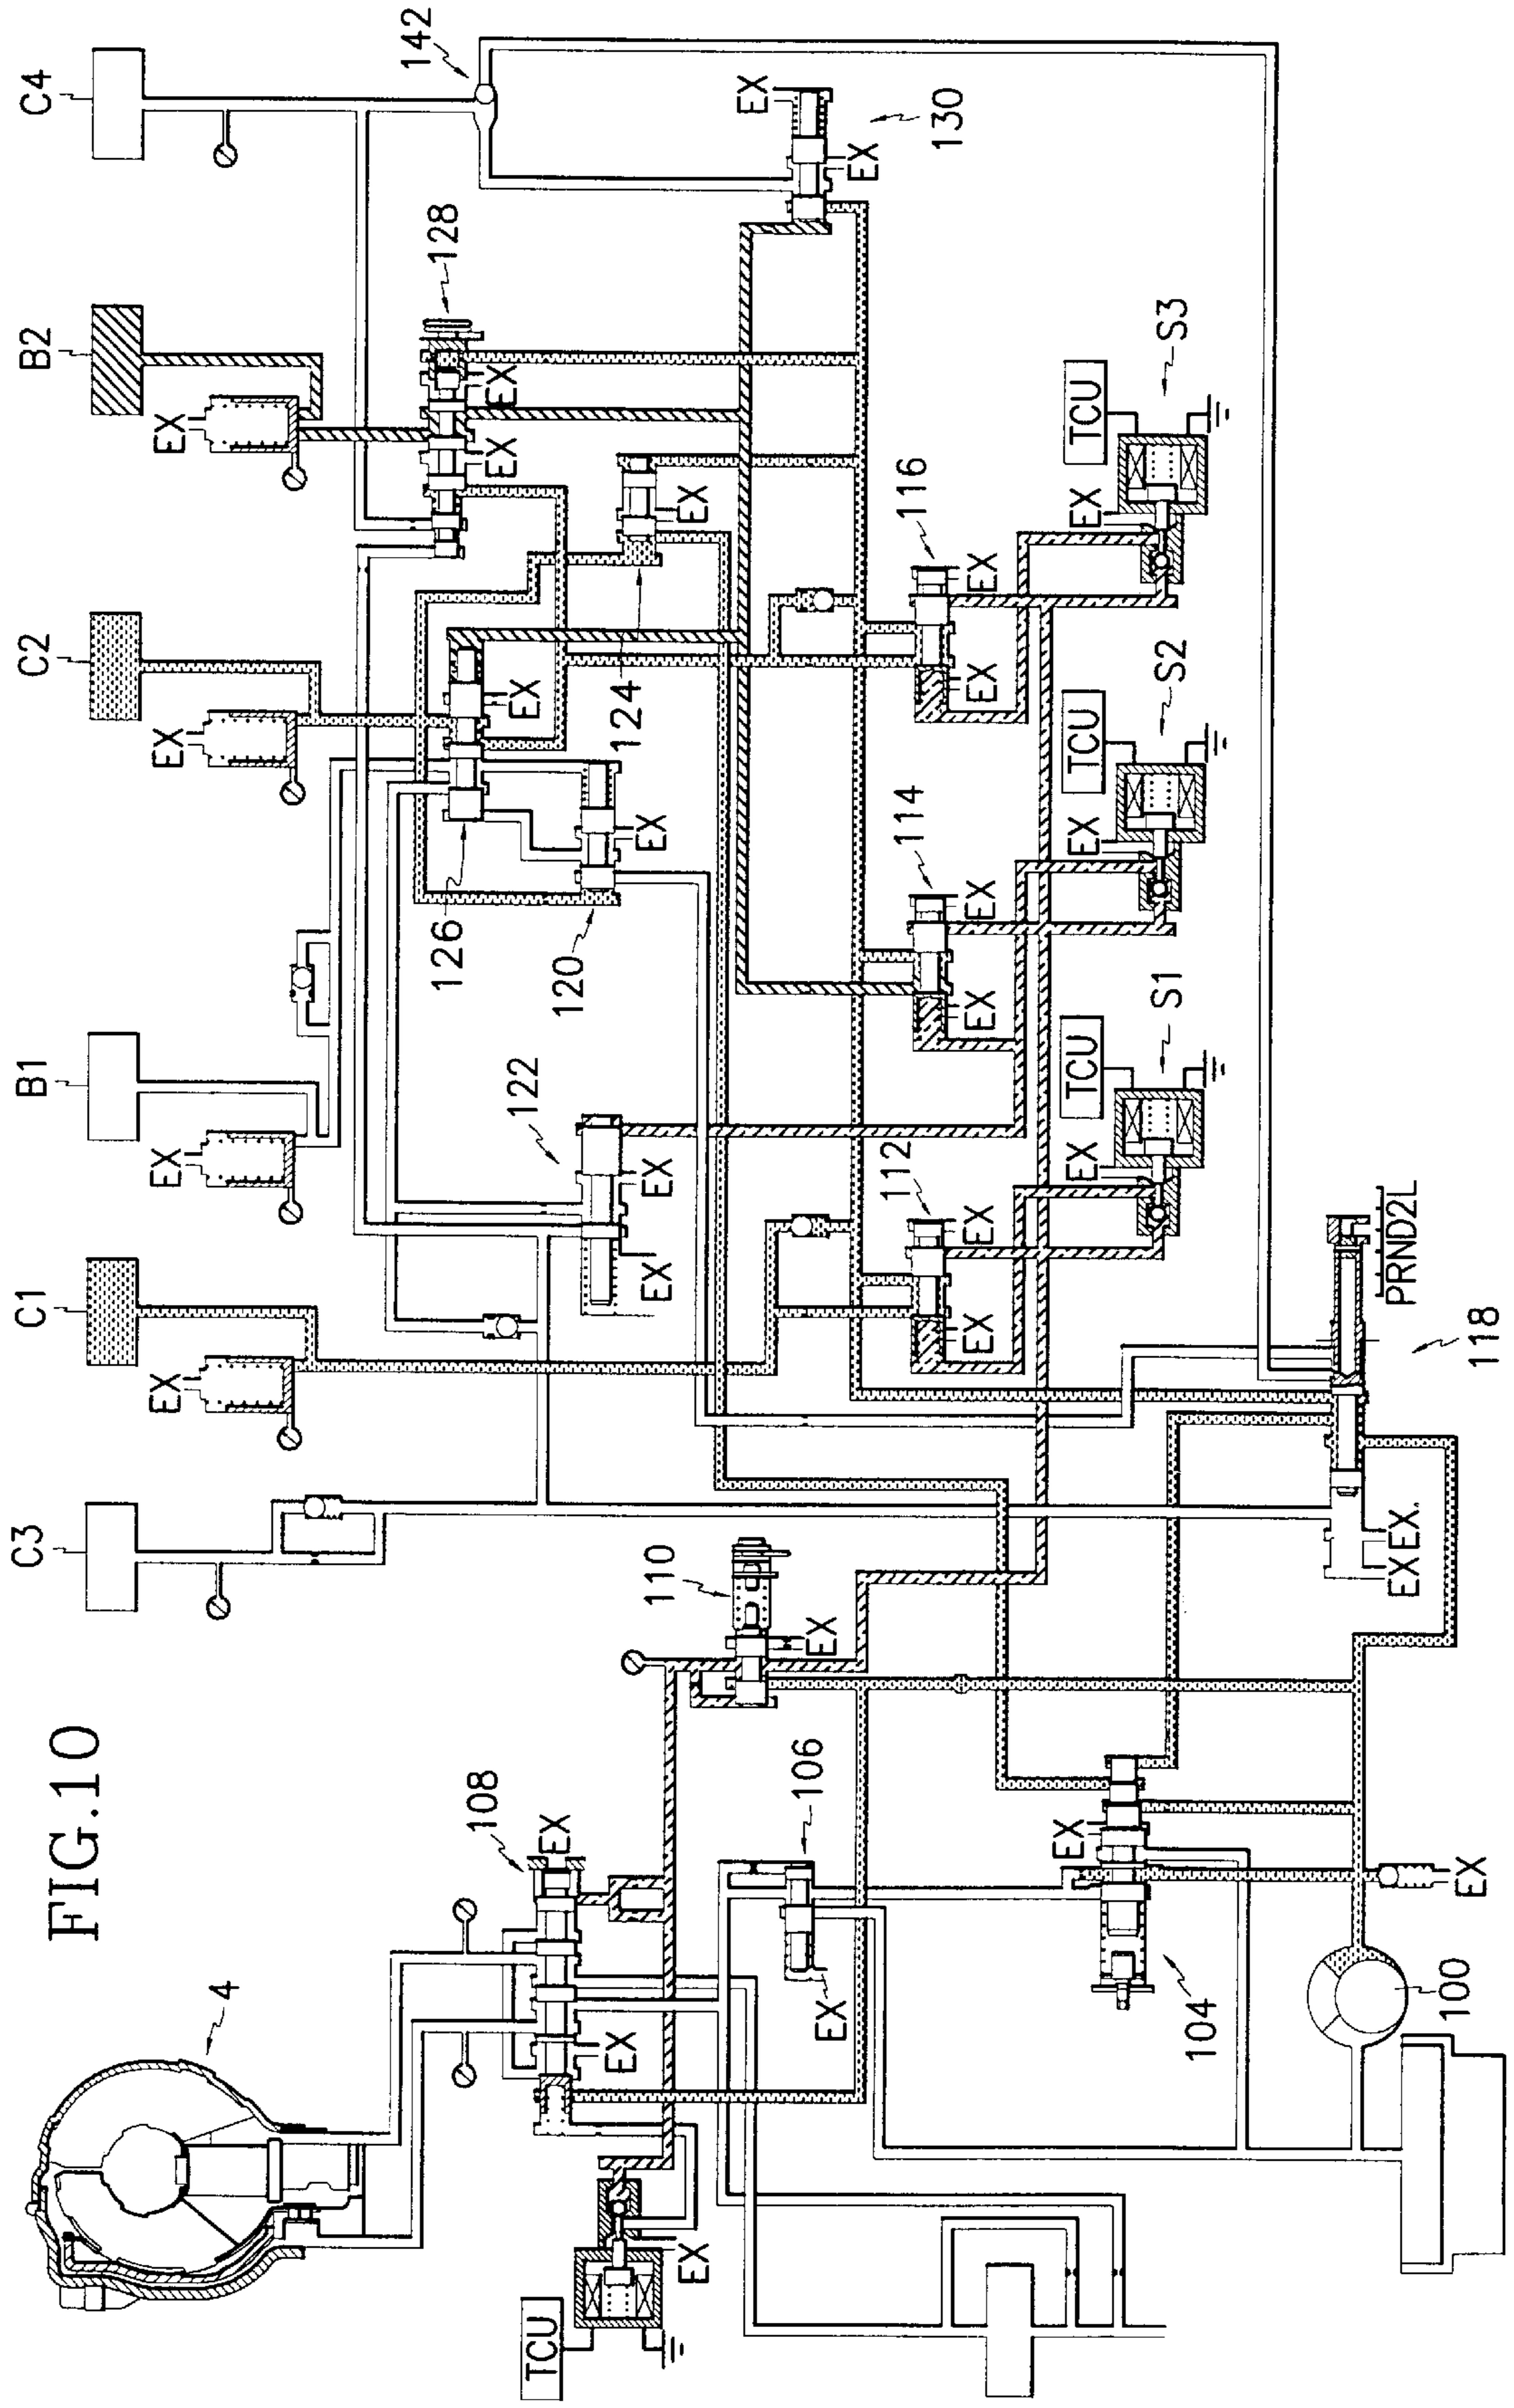 FIG.10
C3
C1
B1
C2
B2
C4
EX
EX
EX
EX
142
128
EX
EX
130
EX
EX
126
EX
124
EX
120
EX
122
EX
EX
116
EX
EX
114
EX
EX
112
EX
EX
TCU
EX
S3
TCU
EX
S2
TCU
EX
S1
PRND2L
118
EX
EX.
110
EX
4
108
EX
EX
106
EX
EX
104
EX
100
TCU
EX